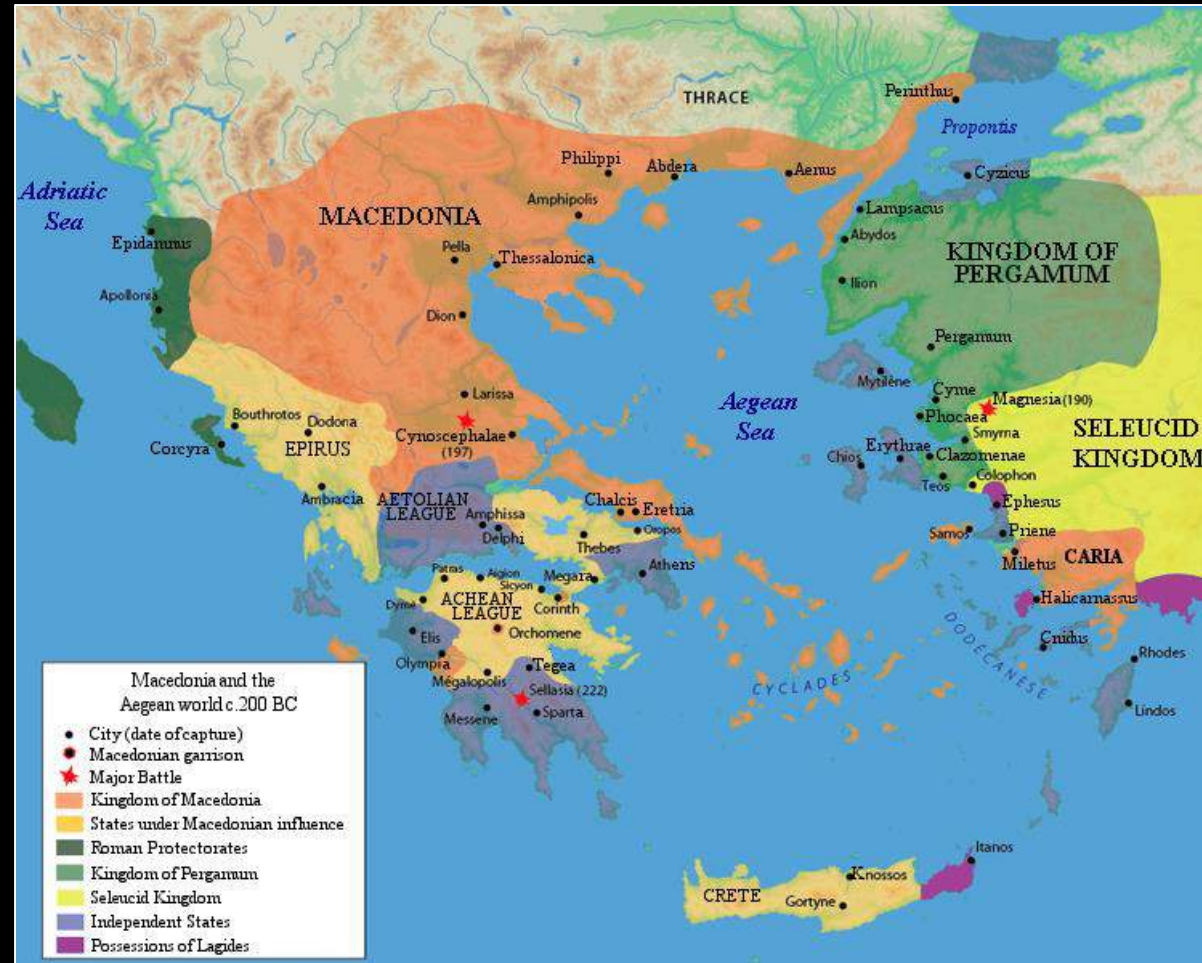 THRACE
Perinthus
Propontis
Philippi
Abdera
Aenus
Cyzicus
Adriatic
Sea
Amphipolis
MACEDONIA
Lampsacus
Epidamnus
Abydos
Pella
Thessalonica
KINGDOM OF
PERGAMUM
Ilion
Apollonia
Dion
Pergamum
Mytilène
Larissa
Cyme
Aegean
Sea
Magnesia (190)
Bouthrotos
Dodona
Phocaea
Cynoscephalae
(197)
SELEUCID
KINGDOM
Smyrna
Corcyra
EPIRUS
Erythrae
Chios
Clazomenae
Teos
Colophon
Ambracia
AETOLIAN
LEAGUE
Amphissa
Delphi
Chalcis
Eretria
Oropos
Ephesus
Thebes
Samos
Priene
Athens
Miletus
CARIA
Patras
Aigion
Sicyon
Megara
ACHEAN
LEAGUE
Dymé
Corinth
Halicarnassus
Elis
Orchomene
DODECANESE
Cnidus
Olympia
Tegea
Rhodes
Mégalopolis
Sellasia (222)
CYCLADES
Messene
Sparta
Lindos
Itanos
Knossos
CRETE
Gortyne
Macedonia and the
Aegean world c.200 BC
City (date of capture)
Macedonian garrison
Major Battle
Kingdom of Macedonia
States under Macedonian influence
Roman Protectorates
Kingdom of Pergamum
Seleucid Kingdom
Independent States
Possessions of Lagides